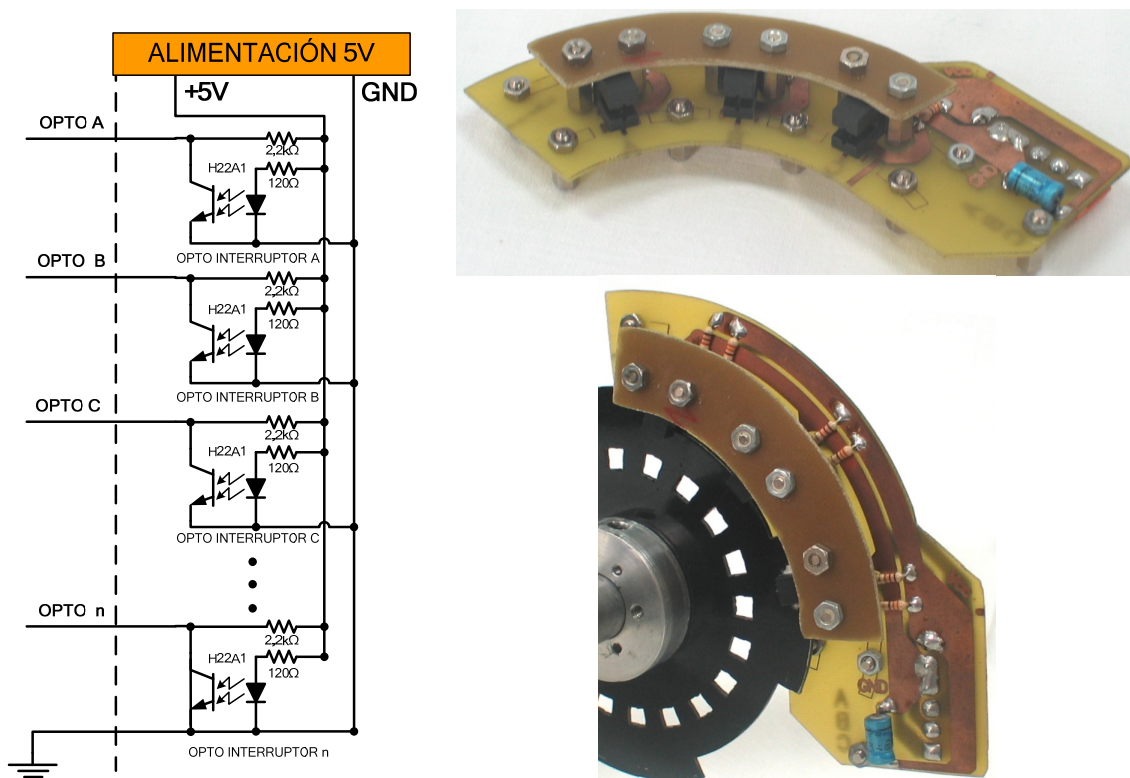 ALIMENTACIÓN 5V
+5V
GND
OPTO A
2,2kΩ
H22A1
120Ω
OPTO INTERRUPTOR A
OPTO B
2,2kΩ
H22A1
120Ω
OPTO INTERRUPTOR B
OPTO C
2,2kΩ
H22A1
120Ω
OPTO INTERRUPTOR C
OPTO n
2,2kΩ
H22A1
120Ω
OPTO INTERRUPTOR n
GND
A B C
GND
A B C